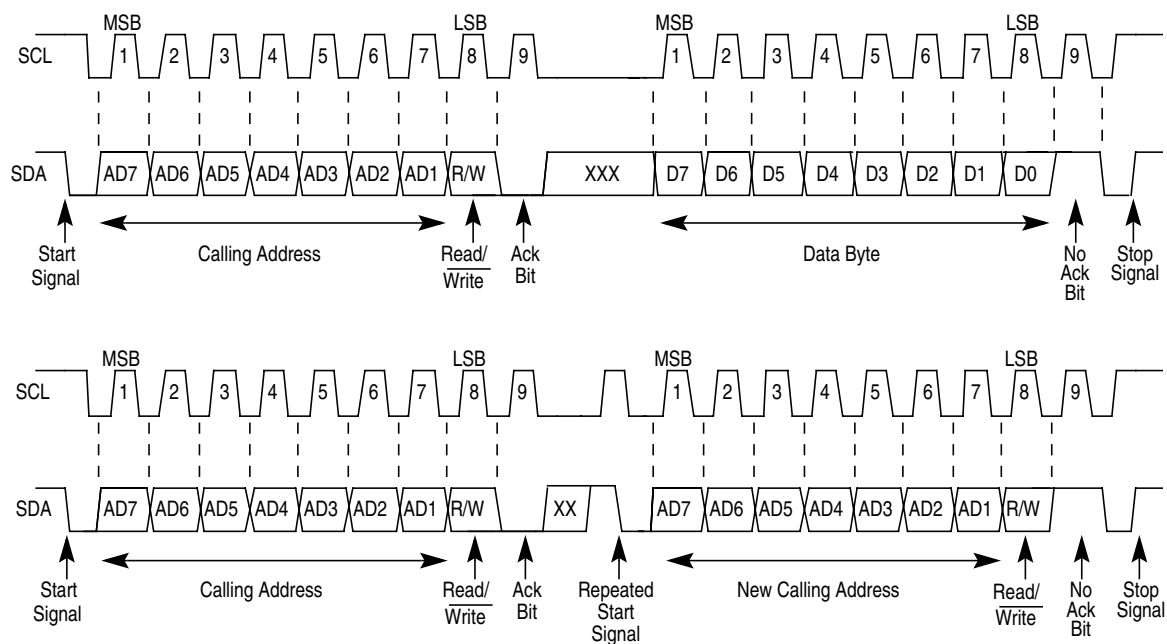 MSB LSB MSB LSB
SCL 1 2 3 4 5 6 7 8 9 1 2 3 4 5 6 7 8 9
SDA AD7 AD6 AD5 AD4 AD3 AD2 AD1 R/W XXX D7 D6 D5 D4 D3 D2 D1 D0
Start Calling Address Read/ Ack Data Byte No Stop
Signal Write Bit Ack Signal
Bit
MSB LSB MSB LSB
SCL 1 2 3 4 5 6 7 8 9 1 2 3 4 5 6 7 8 9
SDA AD7 AD6 AD5 AD4 AD3 AD2 AD1 R/W XX AD7 AD6 AD5 AD4 AD3 AD2 AD1 R/W
Start Calling Address Read/ Ack Repeated New Calling Address Read/ No Stop
Signal Write Bit Start Write Ack Signal
Signal Bit